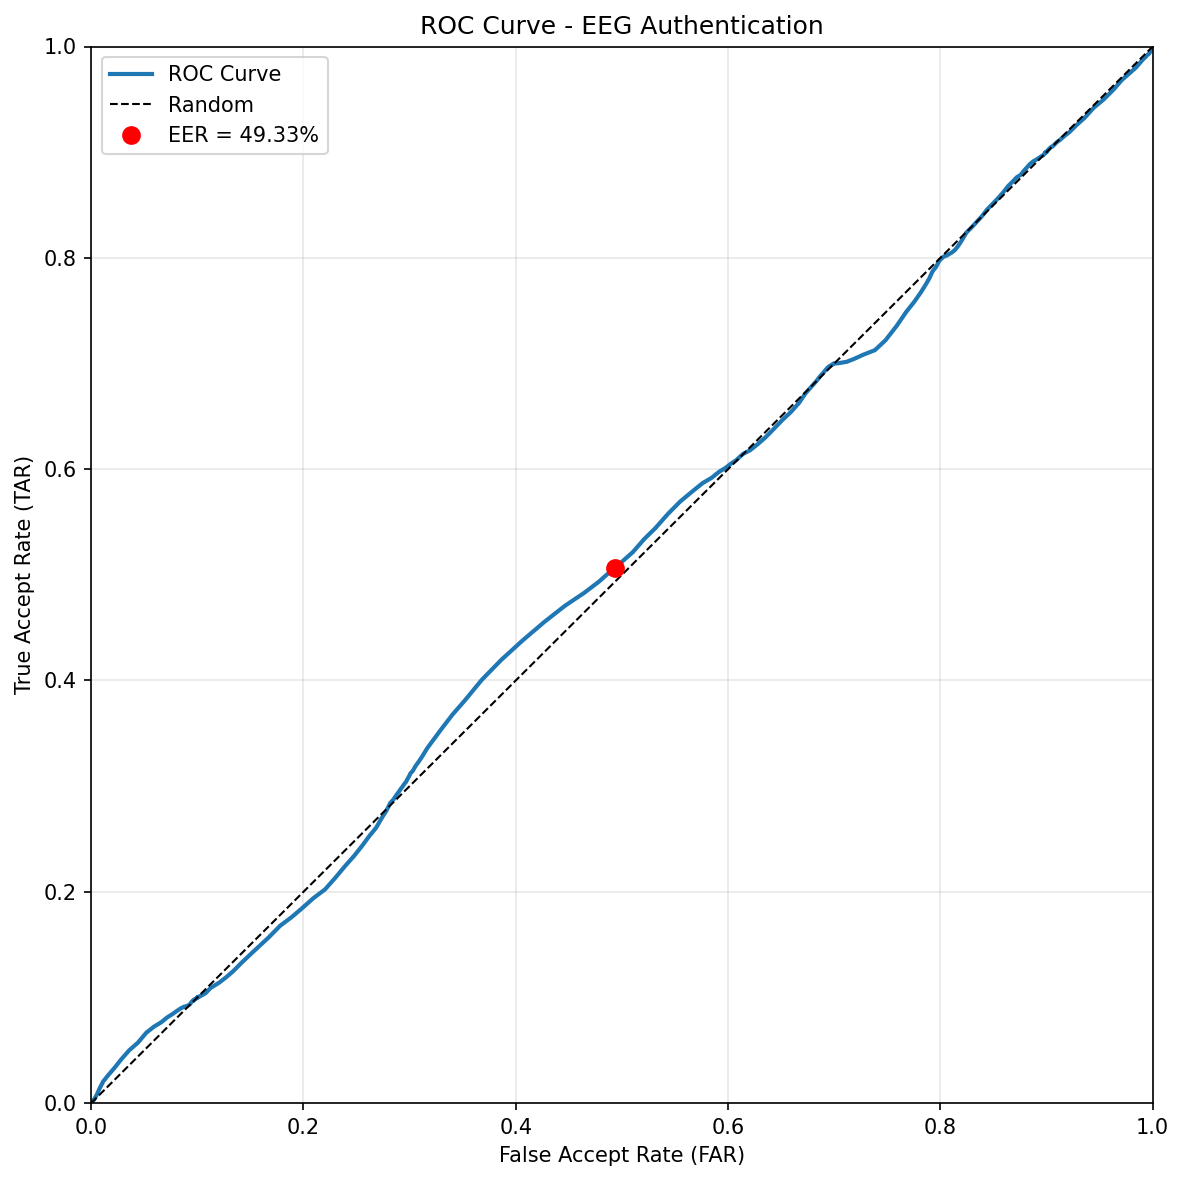 ROC Curve - EEG Authentication
ROC Curve
Random
EER = 49.33%
True Accept Rate (TAR)
1.0
0.8
0.6
0.4
0.2
0.0
0.0 0.2 0.4 0.6 0.8 1.0
False Accept Rate (FAR)